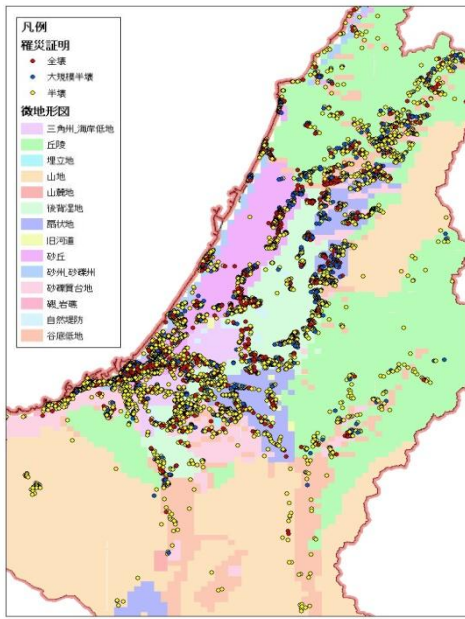 凡例
罹災証明
全壊
大規模半壊
半壊
微地形図
三角州_海岸低地
丘陵
埋立地
山地
山麓地
後背湿地
扇状地
旧河道
砂丘
砂州_砂礫州
砂礫質台地
磯_岩礁
自然堤防
谷底低地